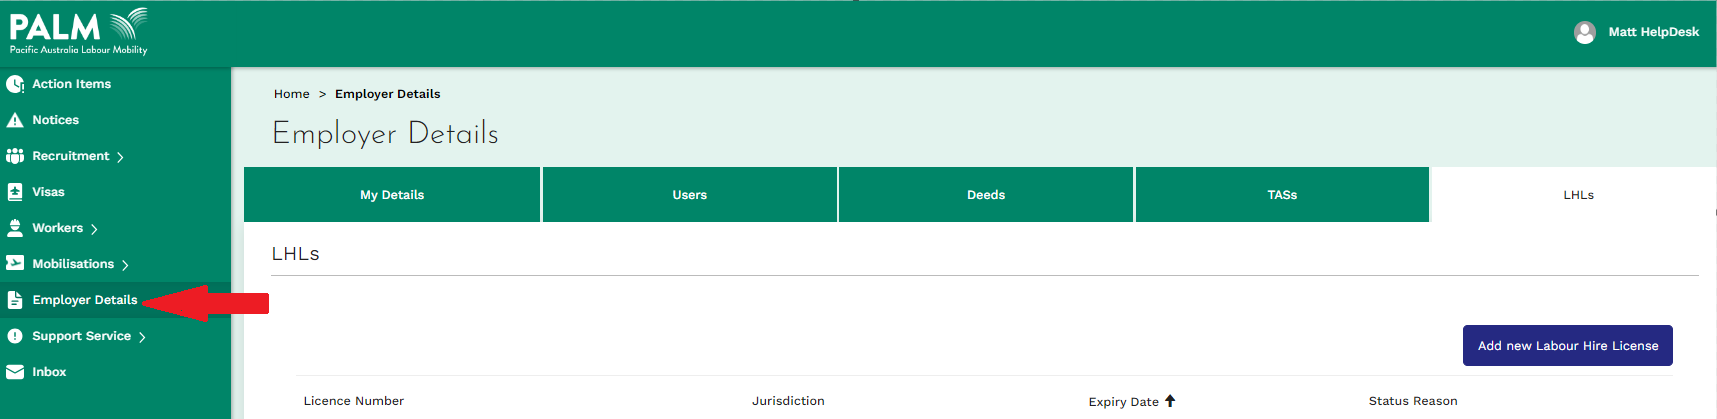 PALM
Pacific Australia Labour Mobility
Matt HelpDesk
Action Items
Notices
Recruitment
Visas
Workers
Mobilisations
Employer Details
Support Service
Inbox
Home > Employer Details
Employer Details
My Details
Users
Deeds
TASs
LHLs
LHLs
Add new Labour Hire License
Licence Number
Jurisdiction
Expiry Date
Status Reason